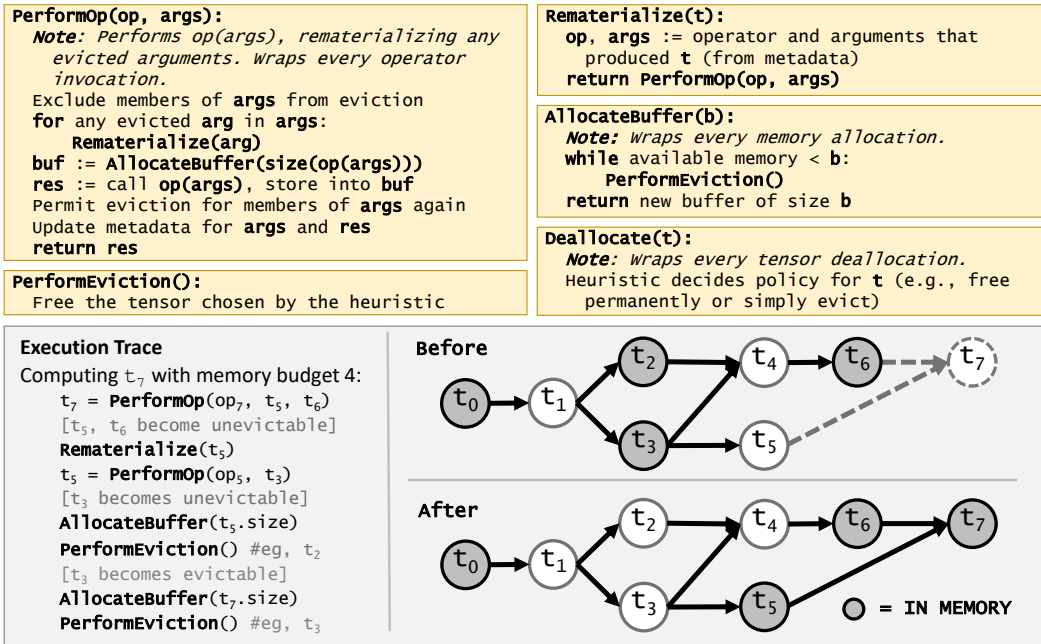 PerformOp(op, args):
Note: Performs op(args), rematerializing any
evicted arguments. Wraps every operator
invocation.
Exclude members of args from eviction
for any evicted arg in args:
Rematerialize(arg)
buf := AllocateBuffer(size(op(args)))
res := call op(args), store into buf
Permit eviction for members of args again
Update metadata for args and res
return res
PerformEviction():
Free the tensor chosen by the heuristic
Rematerialize(t):
op, args := operator and arguments that
produced t (from metadata)
return PerformOp(op, args)
AllocateBuffer(b):
Note: Wraps every memory allocation.
while available memory < b:
PerformEviction()
return new buffer of size b
Deallocate(t):
Note: Wraps every tensor deallocation.
Heuristic decides policy for t (e.g., free
permanently or simply evict)
Execution Trace
Computing t₇ with memory budget 4:
t₇ = PerformOp(op₇, t₅, t₆)
[t₅, t₆ become unevictable]
Rematerialize(t₅)
t₅ = PerformOp(op₅, t₃)
[t₃ becomes unevictable]
AllocateBuffer(t₅.size)
PerformEviction() #eg, t₂
[t₃ becomes evictable]
AllocateBuffer(t₇.size)
PerformEviction() #eg, t₃
Before
t₂ t₄ t₆ t₇
t₀ t₁
t₃ t₅
After
t₂ t₄ t₆ t₇
t₀ t₁
t₃ t₅
= IN MEMORY